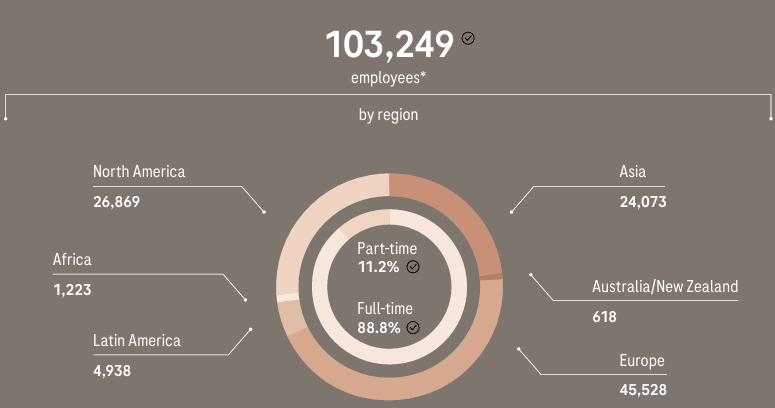 103,249
employees*
by region
North America
26,869
Asia
24,073
Africa
1,223
Part-time
11.2%
Australia/New Zealand
618
Full-time
88.8%
Latin America
4,938
Europe
45,528